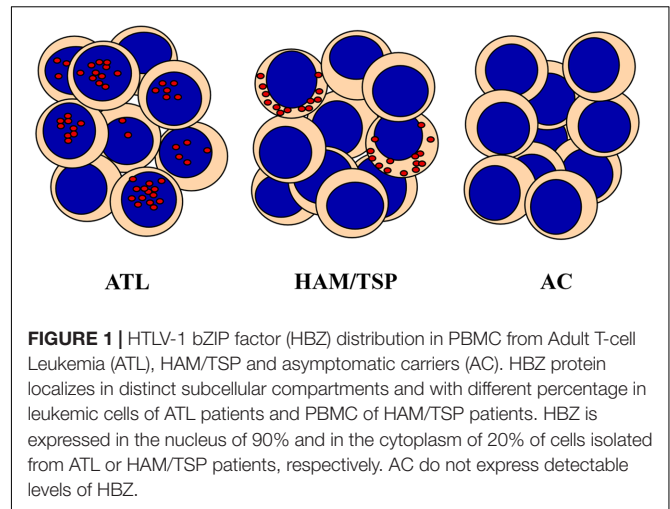 ATL HAM/TSP AC
FIGURE 1 | HTLV-1 bZIP factor (HBZ) distribution in PBMC from Adult T-cell
Leukemia (ATL), HAM/TSP and asymptomatic carriers (AC). HBZ protein
localizes in distinct subcellular compartments and with different percentage in
leukemic cells of ATL patients and PBMC of HAM/TSP patients. HBZ is
expressed in the nucleus of 90% and in the cytoplasm of 20% of cells isolated
from ATL or HAM/TSP patients, respectively. AC do not express detectable
levels of HBZ.